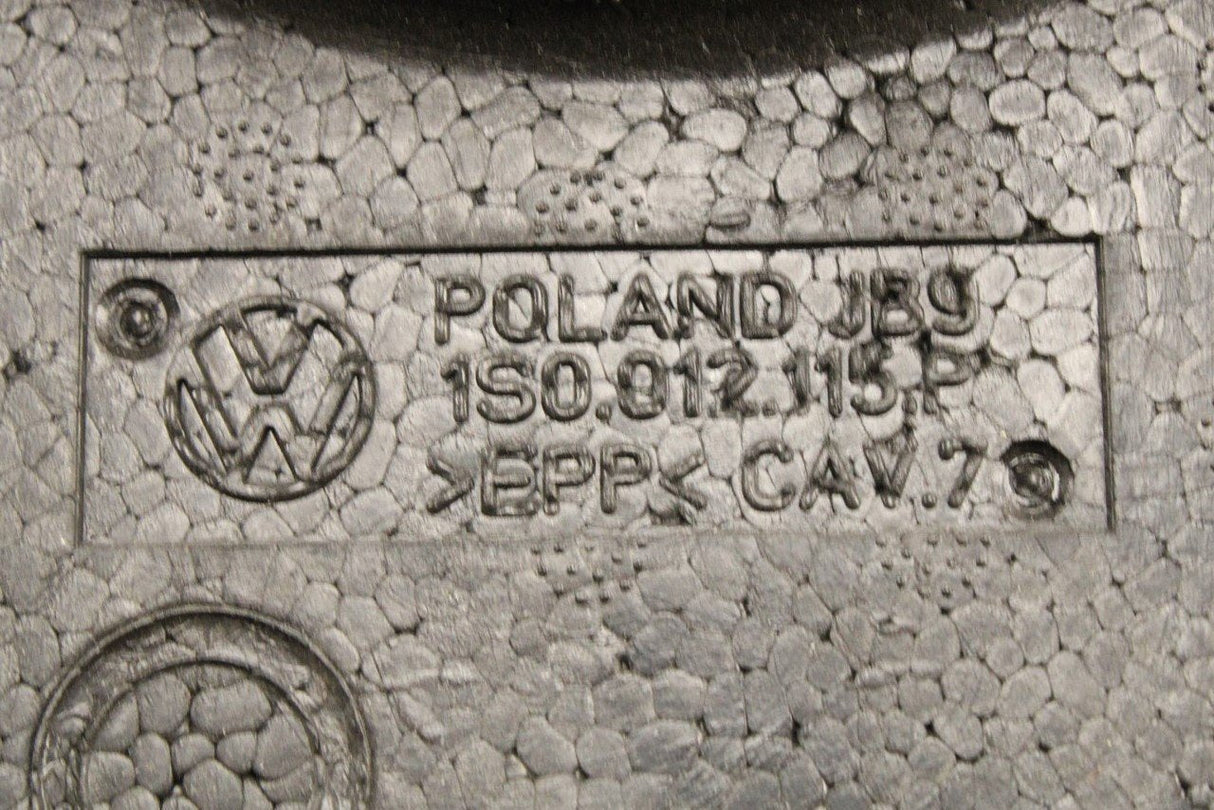 POLAND JB9
1S0.012.115.P
>EPP< CAV.7